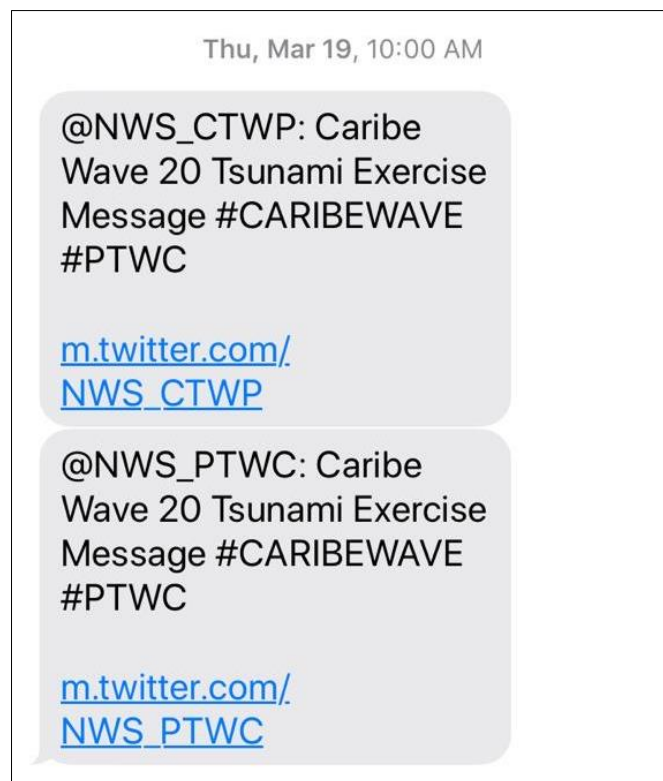 Thu, Mar 19, 10:00 AM
@NWS_CTWP: Caribe
Wave 20 Tsunami Exercise
Message #CARIBEWAVE
#PTWC
m.twitter.com/
NWS_CTWP
@NWS_PTWC: Caribe
Wave 20 Tsunami Exercise
Message #CARIBEWAVE
#PTWC
m.twitter.com/
NWS_PTWC